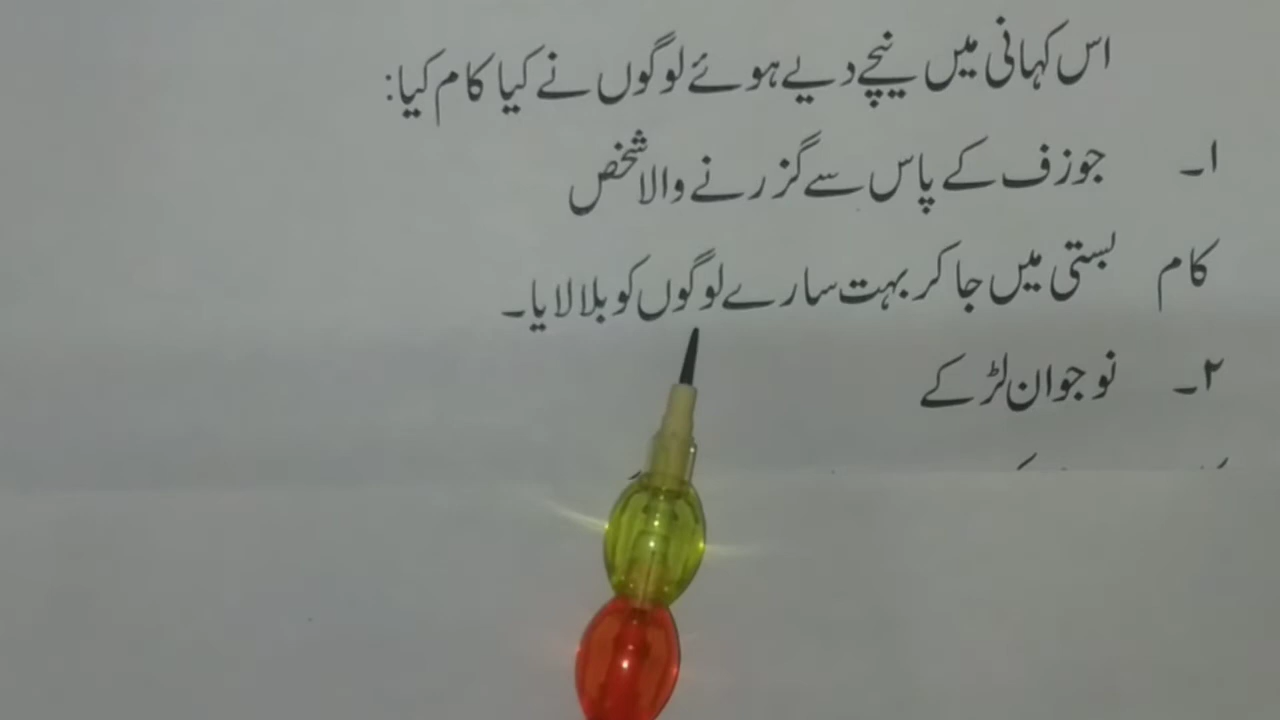 اس کہانی میں نیچے دیے ہوئے لوگوں نے کیا کام کیا:
۱۔ جوزف کے پاس سے گزرنے والا شخص
کام بستی میں جا کر بہت سارے لوگوں کو بلا لایا۔
۲۔ نوجوان لڑکے